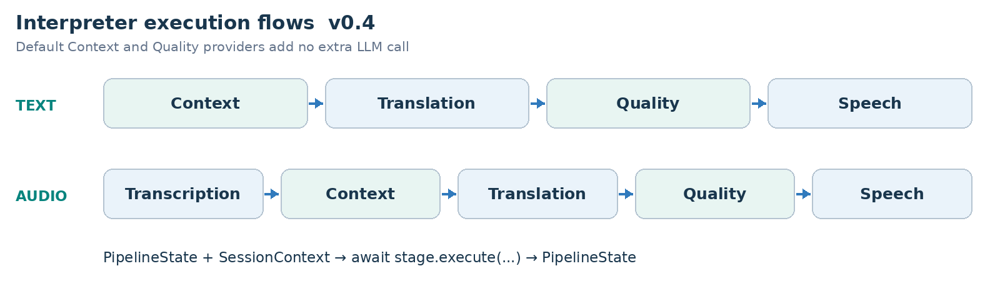 Interpreter execution flows  v0.4
Default Context and Quality providers add no extra LLM call
TEXT
Context
Translation
Quality
Speech
AUDIO
Transcription
Context
Translation
Quality
Speech
PipelineState + SessionContext → await stage.execute(...) → PipelineState